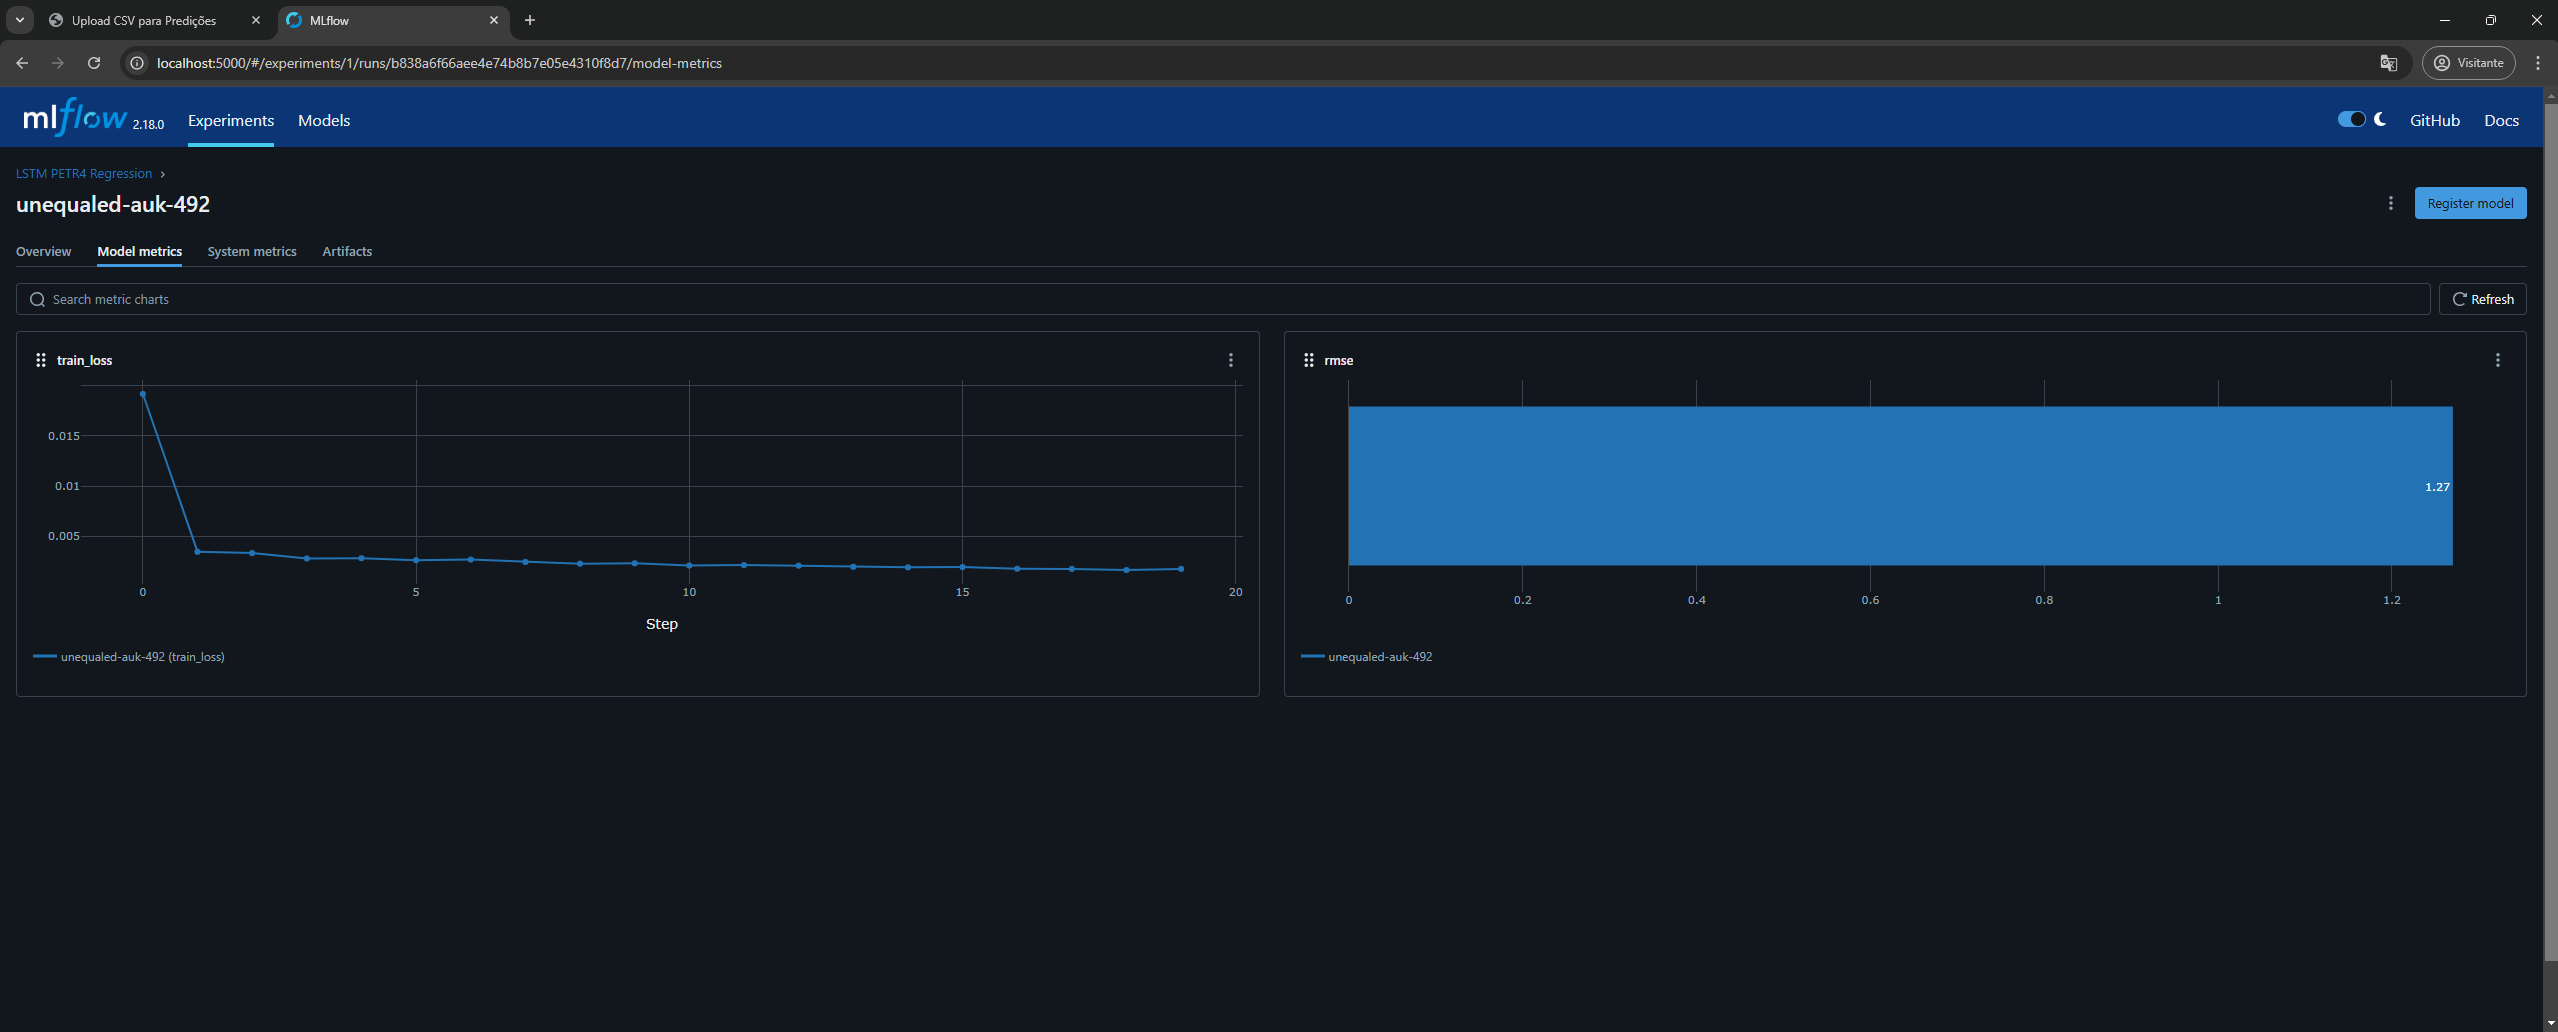 Upload CSV para Predições
MLflow
localhost:5000/#/experiments/1/runs/b838a6f66aee4e74b8b7e05e4310f8d7/model-metrics
Visitante
mlflow 2.18.0 Experiments Models GitHub Docs
LSTM PETR4 Regression
unequaled-auk-492
Register model
Overview Model metrics System metrics Artifacts
Search metric charts
Refresh
train_loss
0.015
0.01
0.005
0 5 10 15 20
Step
unequaled-auk-492 (train_loss)
rmse
1.27
0 0.2 0.4 0.6 0.8 1 1.2
unequaled-auk-492